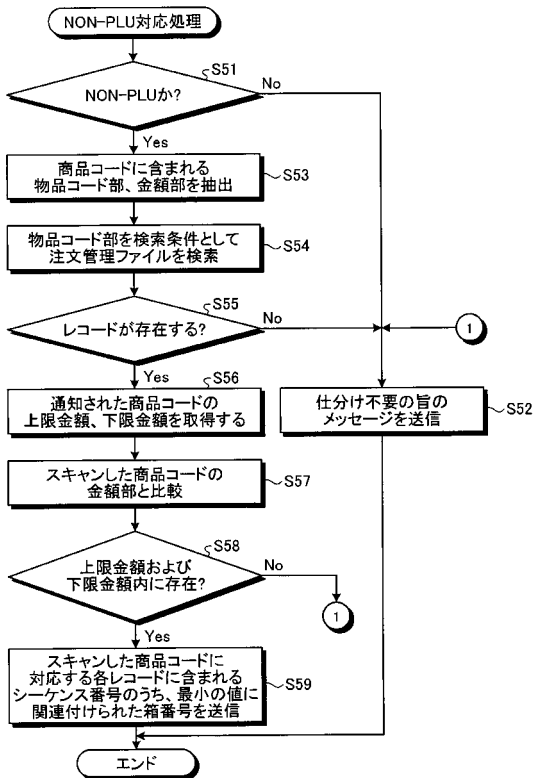 NON-PLU対応処理
S51
NON-PLUか?
No
Yes
商品コードに含まれる
物品コード部、金額部を抽出
S53
物品コード部を検索条件として
注文管理ファイルを検索
S54
S55
レコードが存在する?
No
1
Yes
S56
通知された商品コードの
上限金額、下限金額を取得する
仕分け不要の旨の
メッセージを送信
S52
スキャンした商品コードの
金額部と比較
S57
S58
上限金額および
下限金額内に存在?
No
1
Yes
スキャンした商品コードに
対応する各レコードに含まれる
シーケンス番号のうち、最小の値に
関連付けられた箱番号を送信
S59
エンド